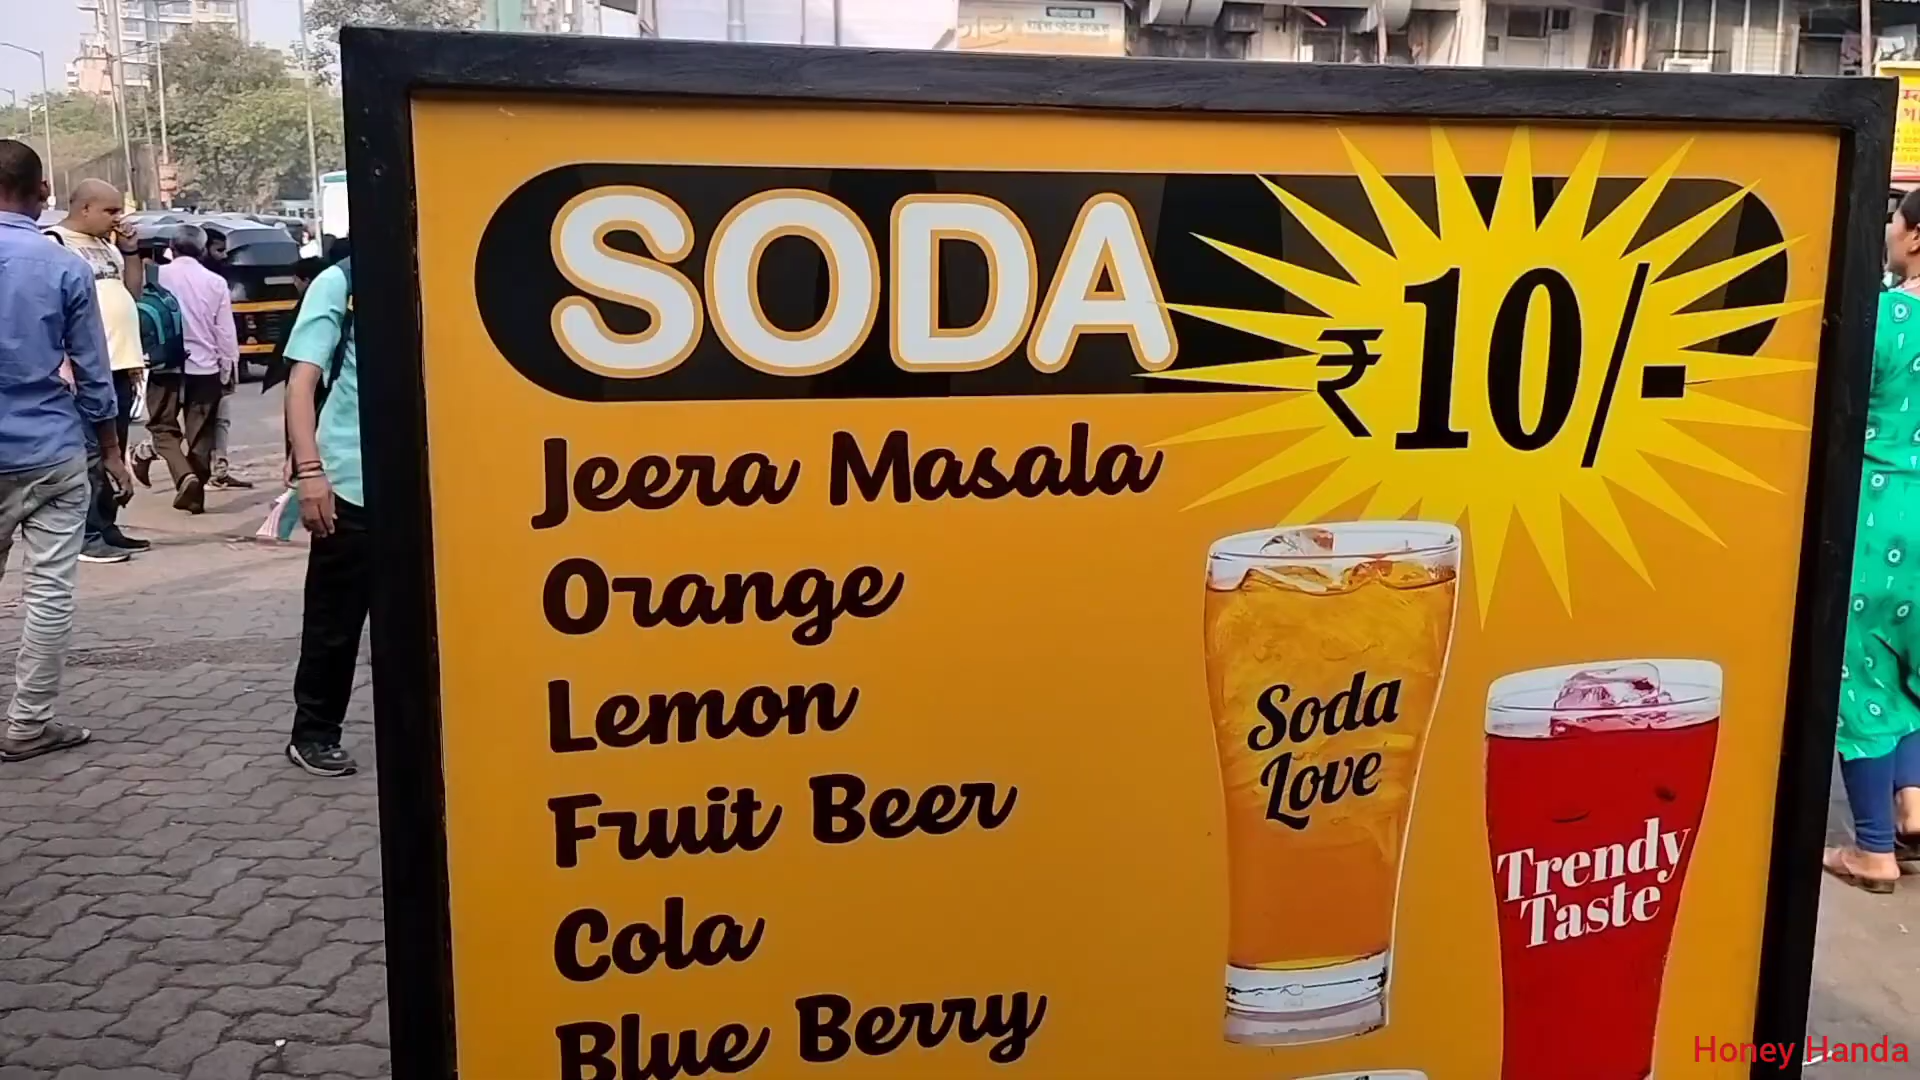 SODA
₹10/-
Jeera Masala
Orange
Lemon
Fruit Beer
Cola
Blue Berry
Soda
Love
Trendy
Taste
Honey Handa